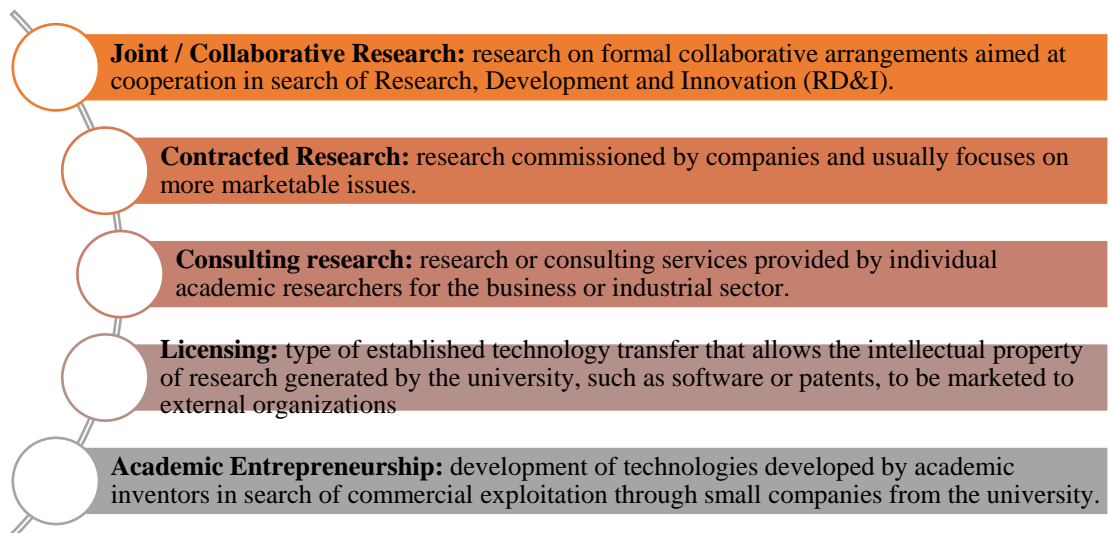 Joint / Collaborative Research: research on formal collaborative arrangements aimed at
cooperation in search of Research, Development and Innovation (RD&I).
Contracted Research: research commissioned by companies and usually focuses on
more marketable issues.
Consulting research: research or consulting services provided by individual
academic researchers for the business or industrial sector.
Licensing: type of established technology transfer that allows the intellectual property
of research generated by the university, such as software or patents, to be marketed to
external organizations
Academic Entrepreneurship: development of technologies developed by academic
inventors in search of commercial exploitation through small companies from the university.